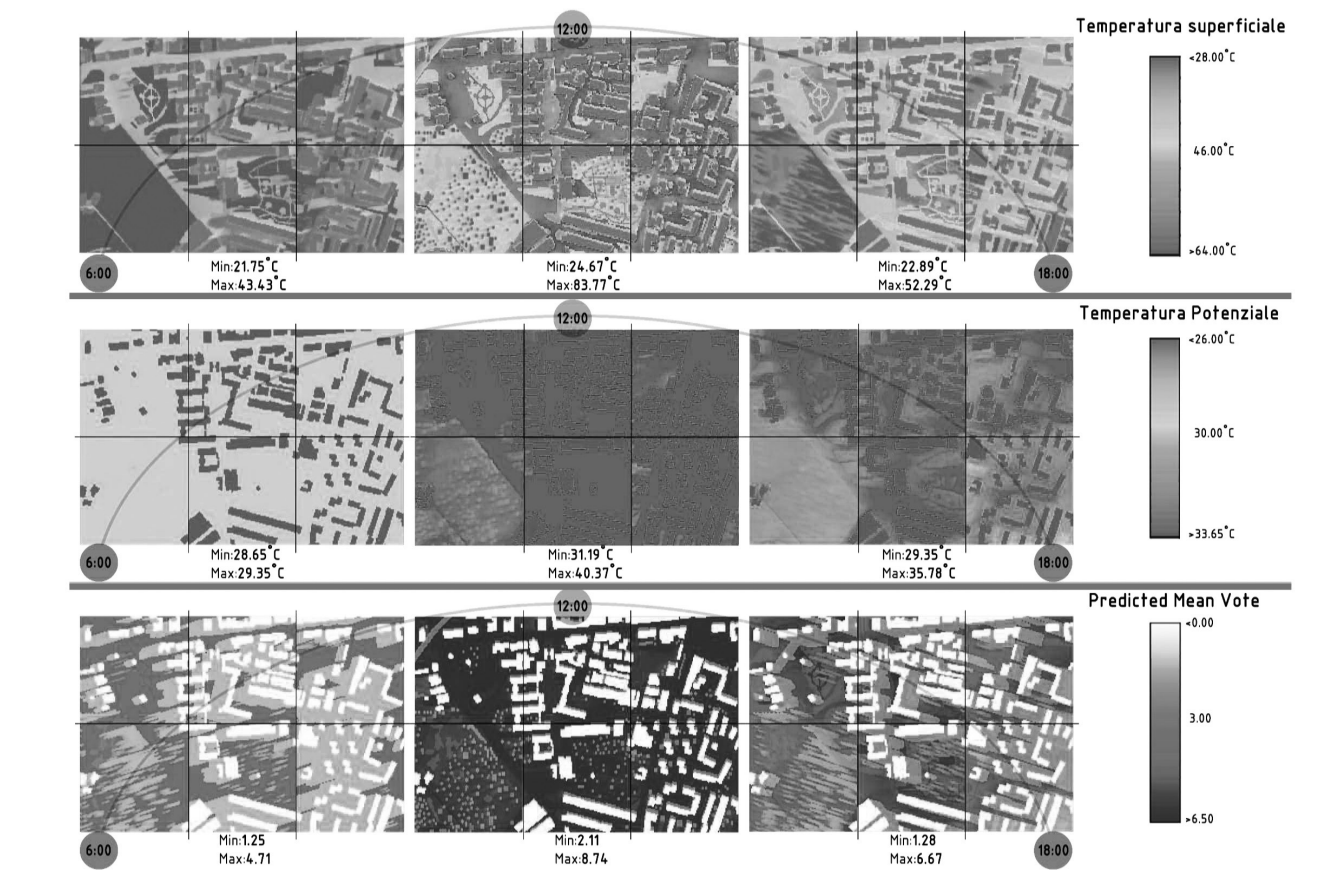 12:00
Temperatura superficiale
<28.00°C
46.00°C
>64.00°C
6:00
Min:21.75°C
Max:43.43°C
Min:24.67°C
Max:83.77°C
Min:22.89°C
Max:52.29°C
18:00
12:00
Temperatura Potenziale
<26.00°C
30.00°C
>33.65°C
6:00
Min:28.65°C
Max:29.35°C
Min:31.19°C
Max:40.37°C
Min:29.35°C
Max:35.78°C
18:00
12:00
Predicted Mean Vote
<0.00
3.00
>6.50
6:00
Min:1.25
Max:4.71
Min:2.11
Max:8.74
Min:1.28
Max:6.67
18:00